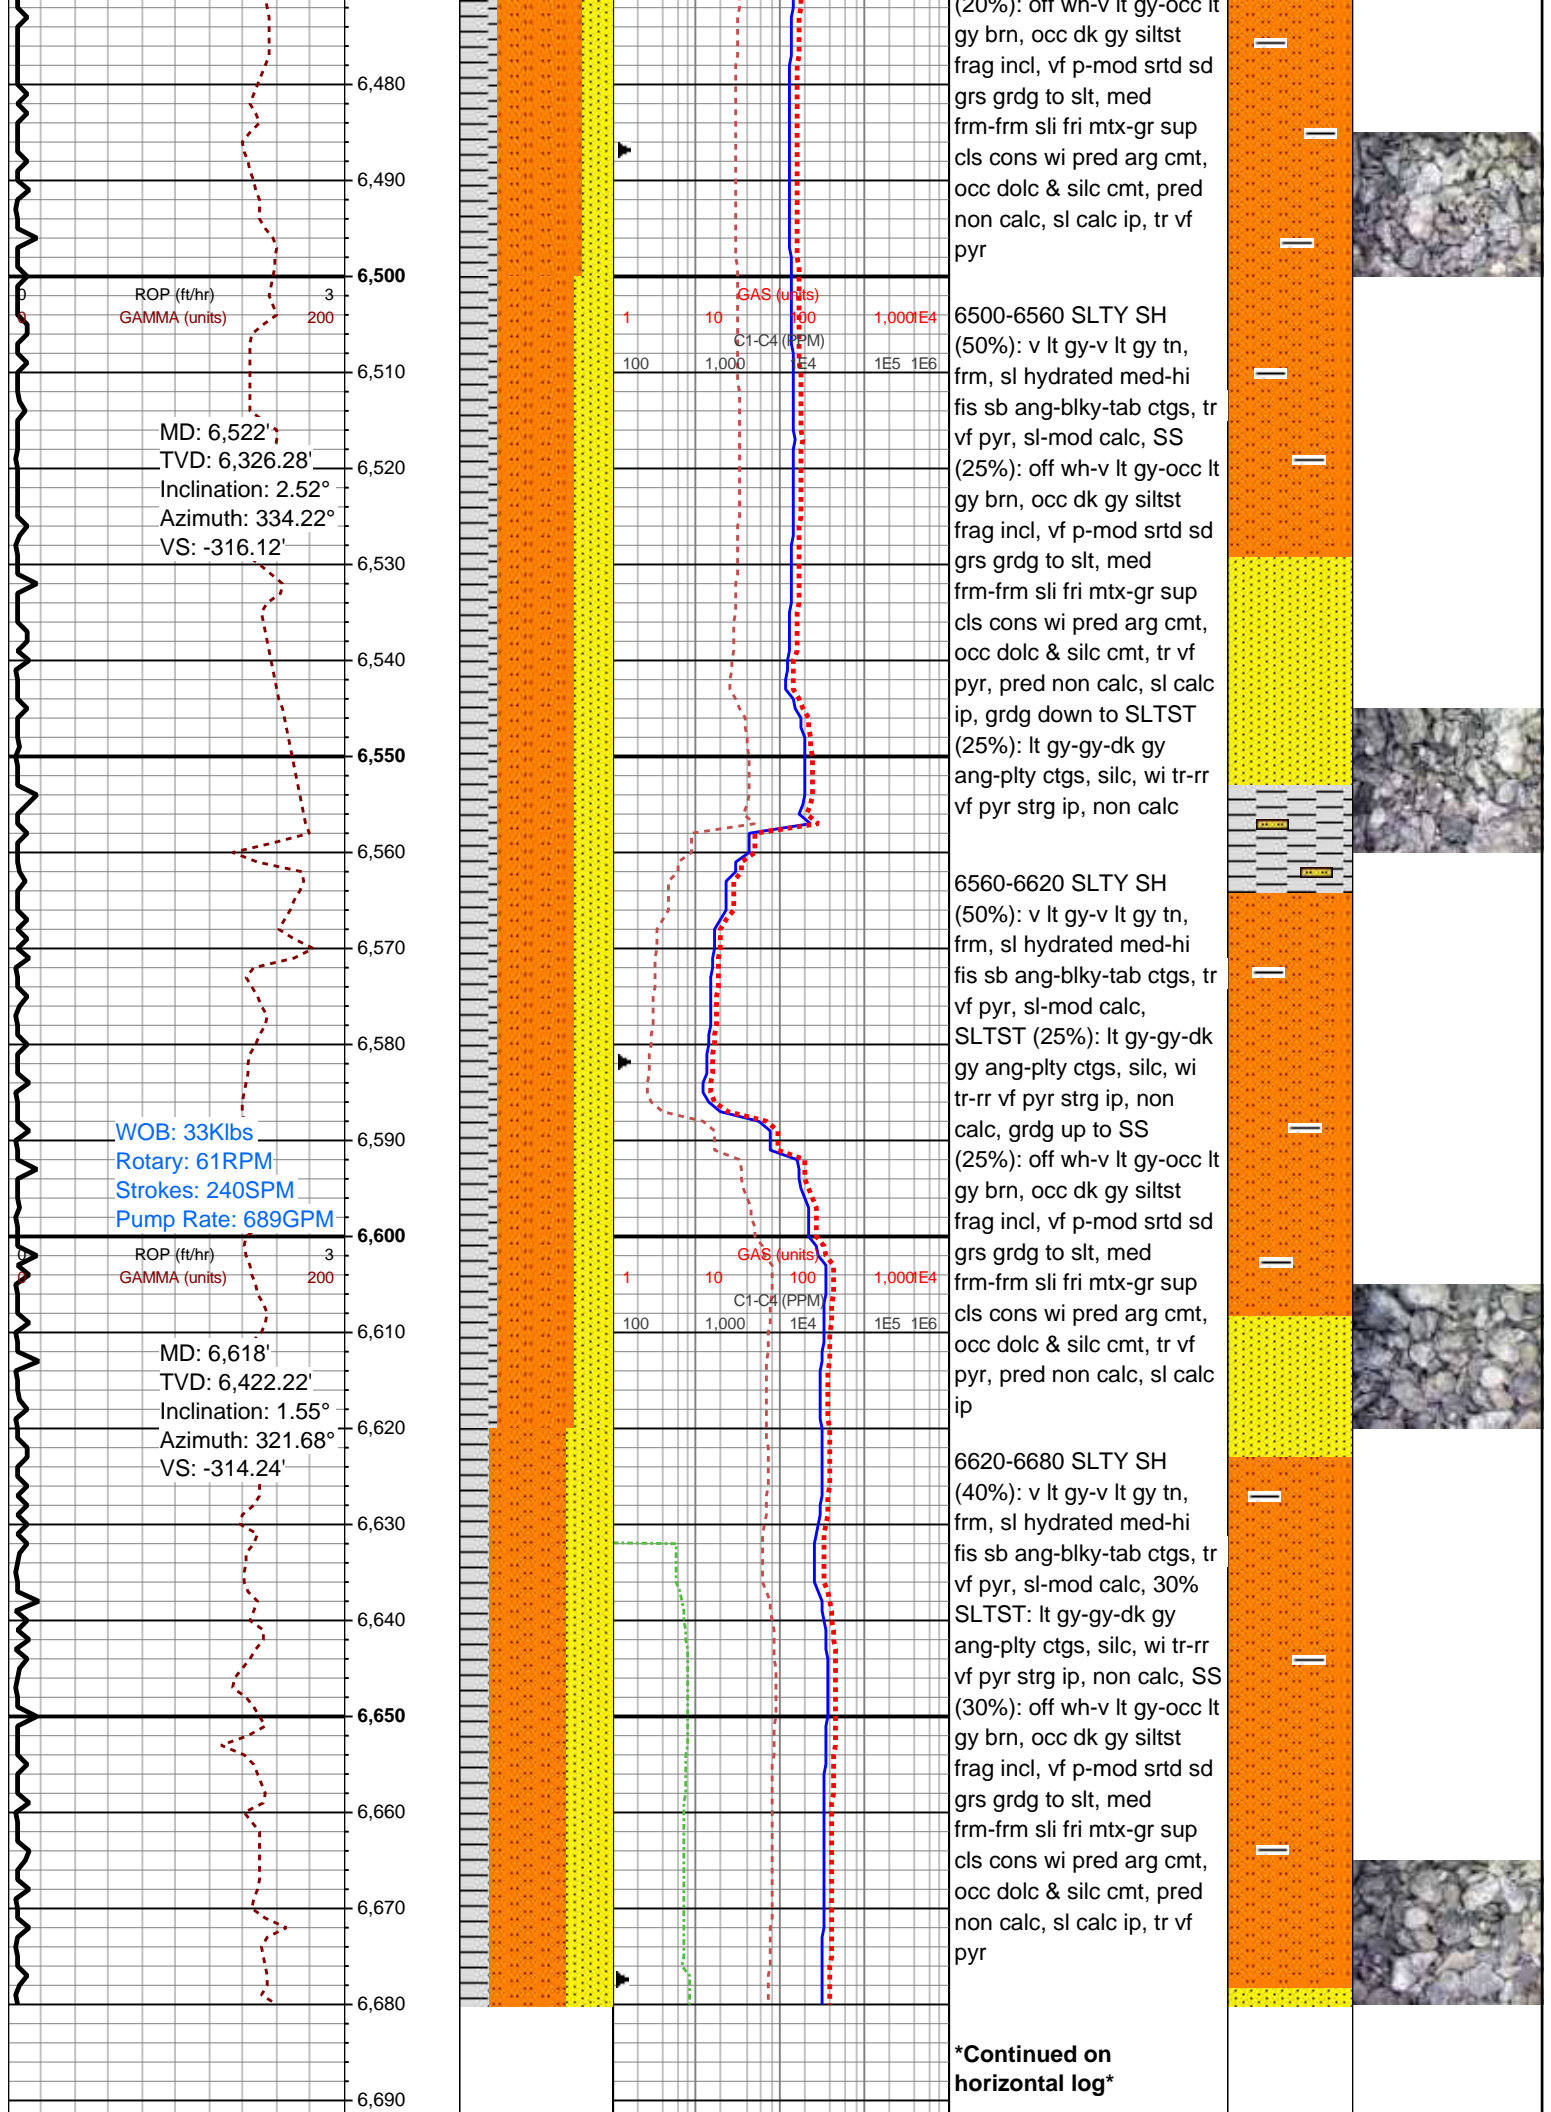 6,480
6,490
6,500
ROP (ft/hr)
0
3
GAMMA (units)
0
200
6,510
MD: 6,522'
TVD: 6,326.28'
Inclination: 2.52°
Azimuth: 334.22°
VS: -316.12'
6,520
6,530
6,540
6,550
6,560
6,570
6,580
WOB: 33Klbs
Rotary: 61RPM
Strokes: 240SPM
Pump Rate: 689GPM
6,590
6,600
ROP (ft/hr)
0
3
GAMMA (units)
0
200
6,610
MD: 6,618'
TVD: 6,422.22'
Inclination: 1.55°
Azimuth: 321.68°
VS: -314.24'
6,620
6,630
6,640
6,650
6,660
6,670
6,680
6,690
GAS (units)
1 10 100 1,000 1E4
C1-C4 (PPM)
100 1,000 1E4 1E5 1E6
GAS (units)
1 10 100 1,000 1E4
C1-C4 (PPM)
100 1,000 1E4 1E5 1E6
(20%): off wh-v lt gy-occ lt
gy brn, occ dk gy siltst
frag incl, vf p-mod srtd sd
grs grdg to slt, med
frm-frm sli fri mtx-gr sup
cls cons wi pred arg cmt,
occ dolc & silc cmt, pred
non calc, sl calc ip, tr vf
pyr
6500-6560 SLTY SH
(50%): v lt gy-v lt gy tn,
frm, sl hydrated med-hi
fis sb ang-blky-tab ctgs, tr
vf pyr, sl-mod calc, SS
(25%): off wh-v lt gy-occ lt
gy brn, occ dk gy siltst
frag incl, vf p-mod srtd sd
grs grdg to slt, med
frm-frm sli fri mtx-gr sup
cls cons wi pred arg cmt,
occ dolc & silc cmt, tr vf
pyr, pred non calc, sl calc
ip, grdg down to SLTST
(25%): lt gy-gy-dk gy
ang-plty ctgs, silc, wi tr-rr
vf pyr strg ip, non calc
6560-6620 SLTY SH
(50%): v lt gy-v lt gy tn,
frm, sl hydrated med-hi
fis sb ang-blky-tab ctgs, tr
vf pyr, sl-mod calc,
SLTST (25%): lt gy-gy-dk
gy ang-plty ctgs, silc, wi
tr-rr vf pyr strg ip, non
calc, grdg up to SS
(25%): off wh-v lt gy-occ lt
gy brn, occ dk gy siltst
frag incl, vf p-mod srtd sd
grs grdg to slt, med
frm-frm sli fri mtx-gr sup
cls cons wi pred arg cmt,
occ dolc & silc cmt, tr vf
pyr, pred non calc, sl calc
ip
6620-6680 SLTY SH
(40%): v lt gy-v lt gy tn,
frm, sl hydrated med-hi
fis sb ang-blky-tab ctgs, tr
vf pyr, sl-mod calc, 30%
SLTST: lt gy-gy-dk gy
ang-plty ctgs, silc, wi tr-rr
vf pyr strg ip, non calc, SS
(30%): off wh-v lt gy-occ lt
gy brn, occ dk gy siltst
frag incl, vf p-mod srtd sd
grs grdg to slt, med
frm-frm sli fri mtx-gr sup
cls cons wi pred arg cmt,
occ dolc & silc cmt, pred
non calc, sl calc ip, tr vf
pyr
*Continued on
horizontal log*